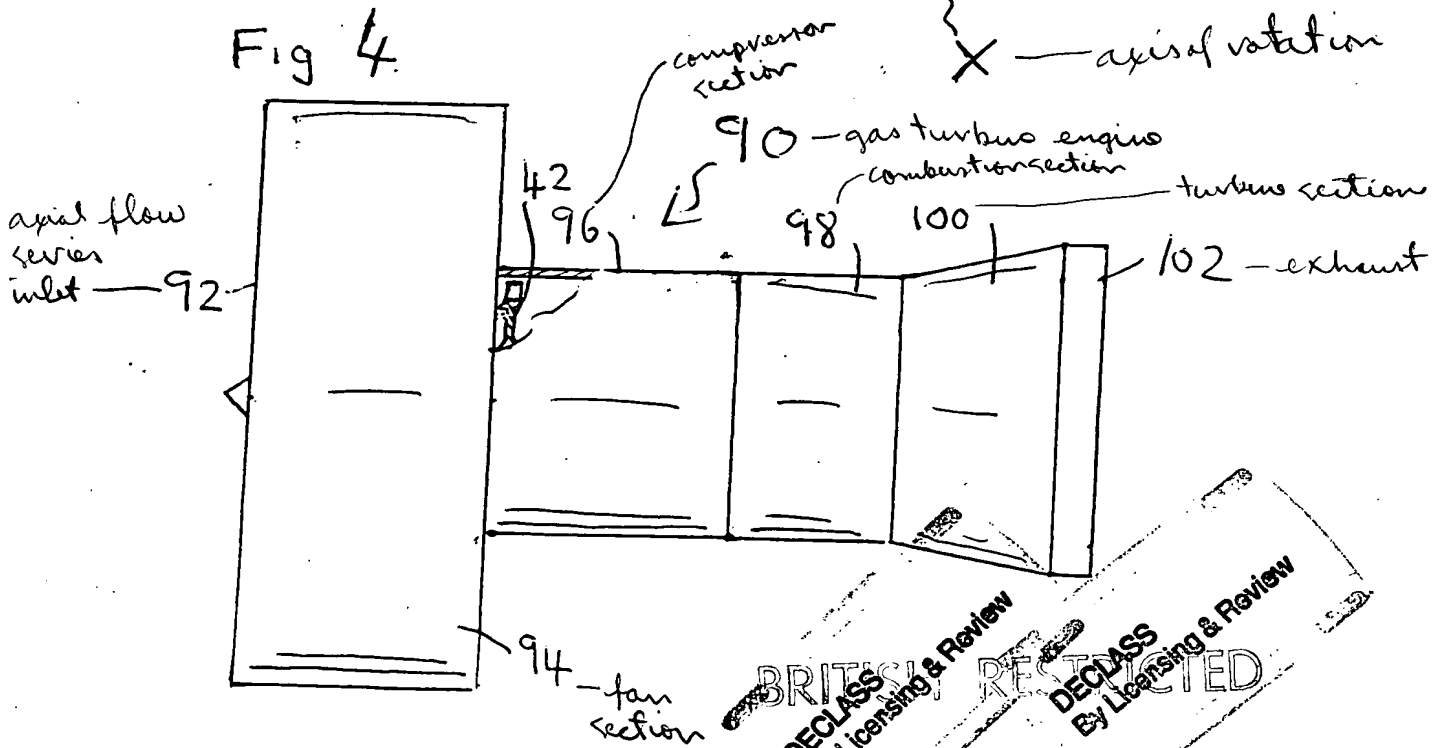 Fig 4.
compressor
section
X — axis of rotation
90 — gas turbine engine
combustion section
42
96
98
100
turbine section
axial flow
series
inlet — 92
102 — exhaust
94 — fan
section
BRITISH RESTRICTED
DECLASS
Licensing & Review
DECLASS
By Licensing & Review